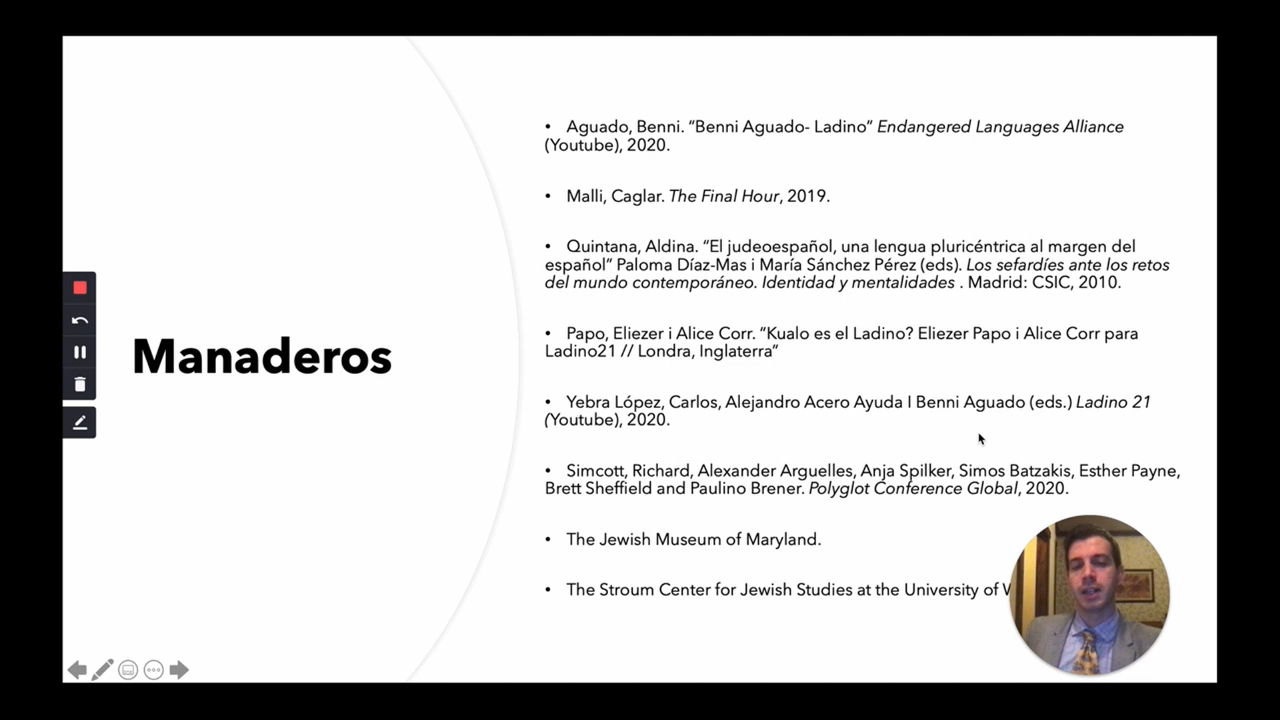 Manaderos
• Aguado, Benni. “Benni Aguado- Ladino” Endangered Languages Alliance
(Youtube), 2020.
• Malli, Caglar. The Final Hour, 2019.
• Quintana, Aldina. “El judeoespañol, una lengua pluricéntrica al margen del
español” Paloma Díaz-Mas i María Sánchez Pérez (eds). Los sefardíes ante los retos
del mundo contemporáneo. Identidad y mentalidades . Madrid: CSIC, 2010.
• Papo, Eliezer i Alice Corr. “Kualo es el Ladino? Eliezer Papo i Alice Corr para
Ladino21 // Londra, Inglaterra”
• Yebra López, Carlos, Alejandro Acero Ayuda I Benni Aguado (eds.) Ladino 21
(Youtube), 2020.
• Simcott, Richard, Alexander Arguelles, Anja Spilker, Simos Batzakis, Esther Payne,
Brett Sheffield and Paulino Brener. Polyglot Conference Global, 2020.
• The Jewish Museum of Maryland.
• The Stroum Center for Jewish Studies at the University of